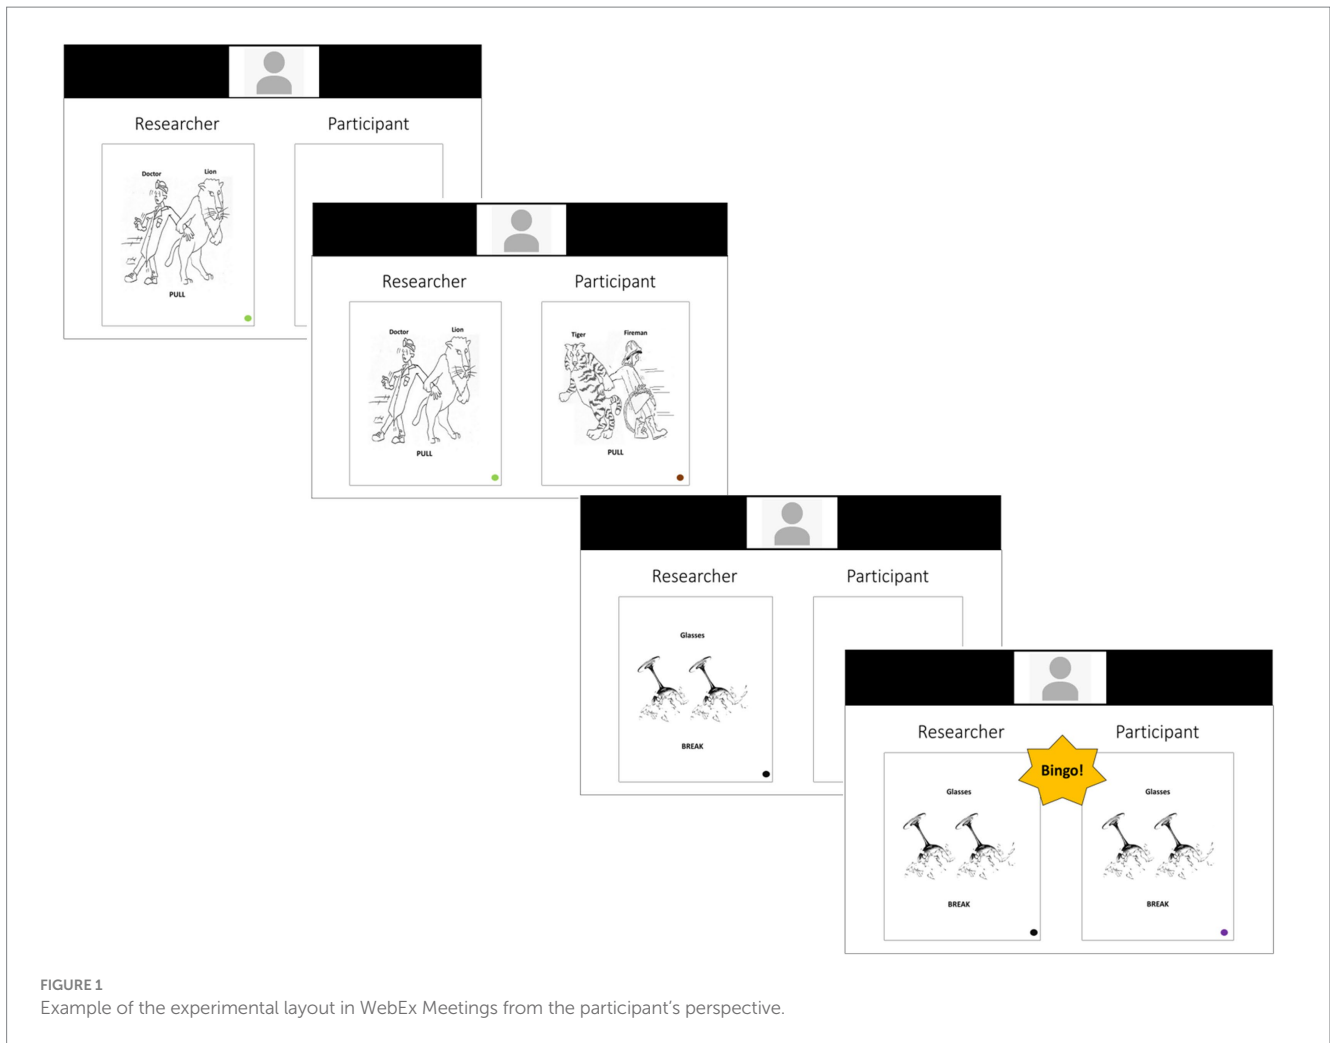 Researcher Participant
Doctor Lion
PULL
Researcher Participant
Doctor Lion
PULL
Tiger Fireman
PULL
Researcher Participant
Glasses
BREAK
Researcher Participant
Bingo!
Glasses
BREAK
Glasses
BREAK
FIGURE 1
Example of the experimental layout in WebEx Meetings from the participant's perspective.